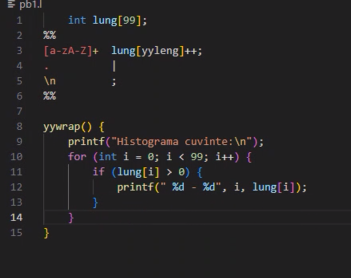 pb1.l
1 int lung[99];
2 %%
3 [a-zA-Z]+ lung[yyleng]++;
4 . |
5 \n ;
6 %%
7
8 yywrap() {
9 printf("Histograma cuvinte:\n");
10 for (int i = 0; i < 99; i++) {
11 if (lung[i] > 0) {
12 printf(" %d - %d", i, lung[i]);
13 }
14 }
15 }